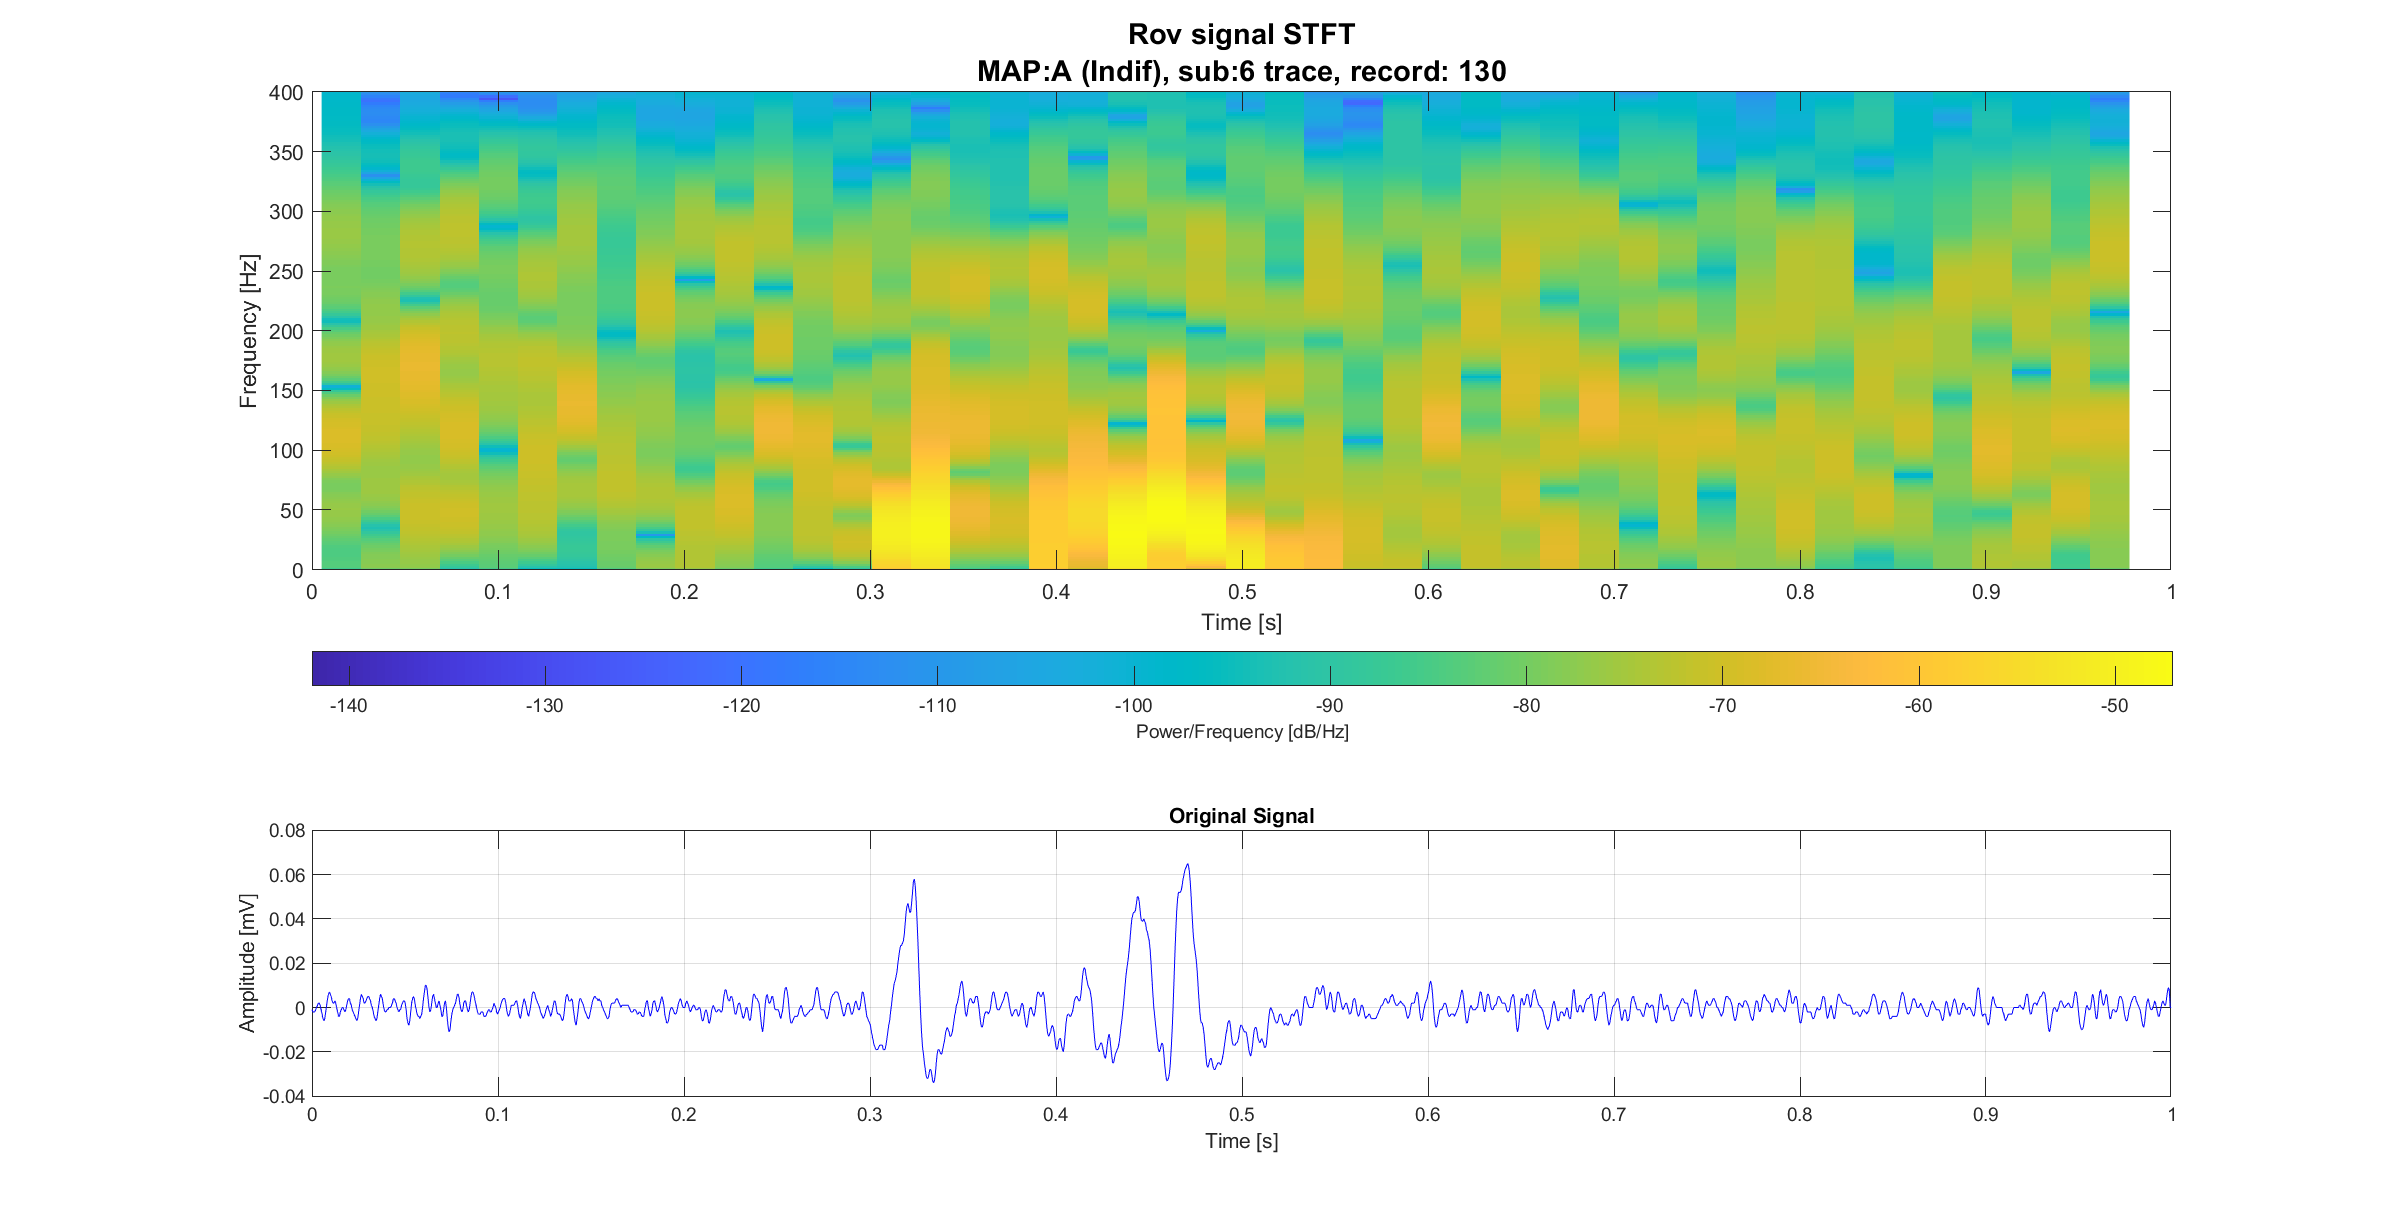 Rov signal STFT
MAP:A (Indif), sub:6 trace, record: 130
400
350
300
250
200
150
100
50
0
Frequency [Hz]
0 0.1 0.2 0.3 0.4 0.5 0.6 0.7 0.8 0.9 1
Time [s]
-140 -130 -120 -110 -100 -90 -80 -70 -60 -50
Power/Frequency [dB/Hz]
Original Signal
0.08
0.06
0.04
0.02
0
-0.02
-0.04
Amplitude [mV]
0 0.1 0.2 0.3 0.4 0.5 0.6 0.7 0.8 0.9 1
Time [s]